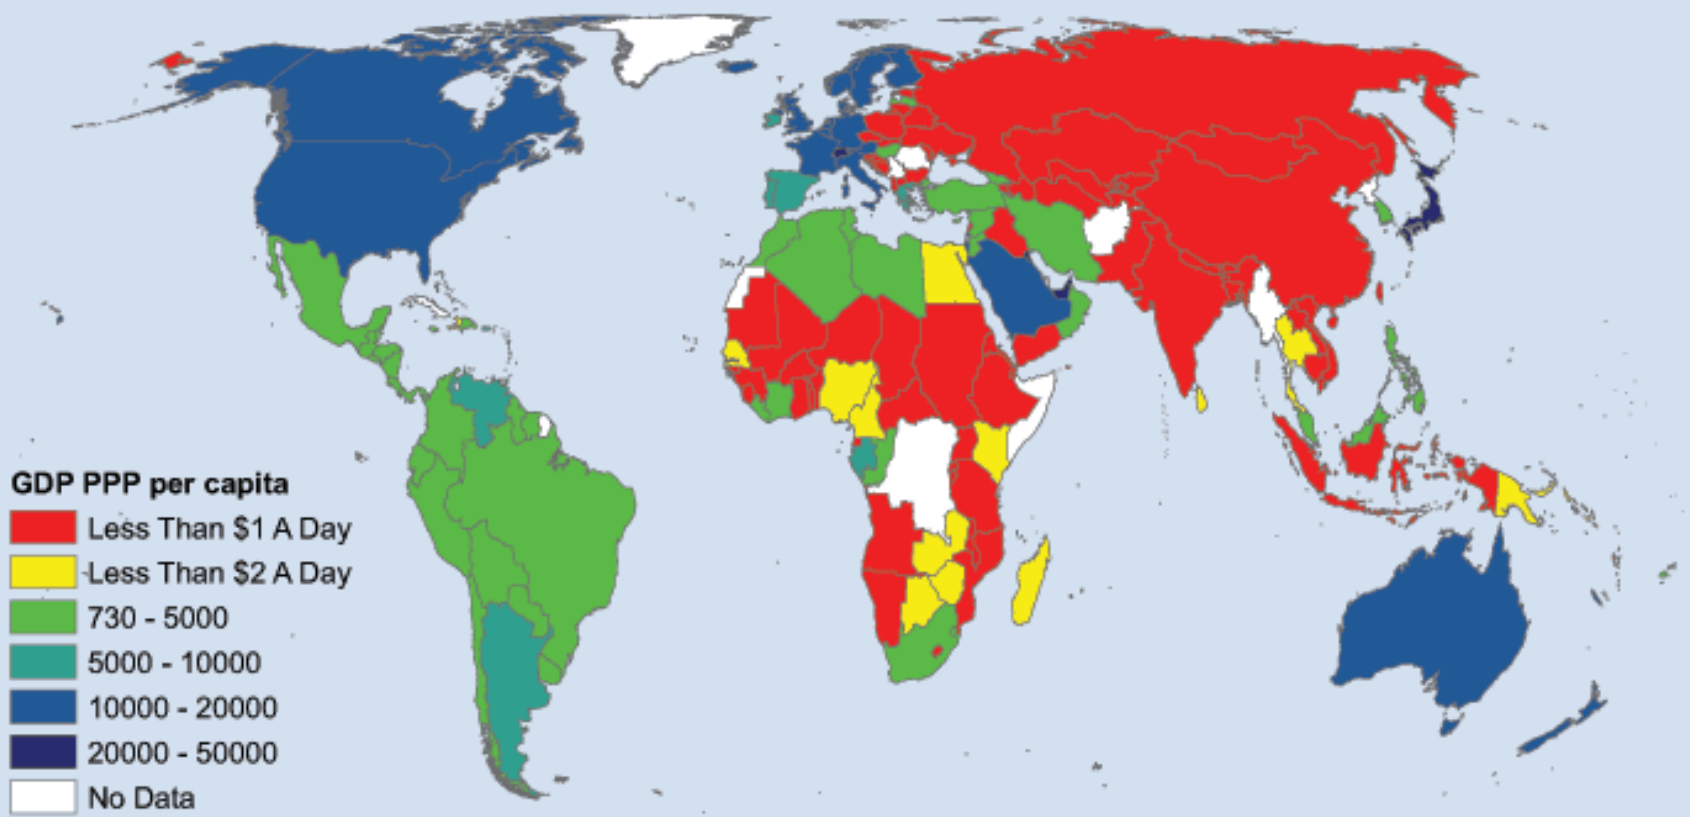 GDP PPP per capita
Less Than $1 A Day
Less Than $2 A Day
730 - 5000
5000 - 10000
10000 - 20000
20000 - 50000
No Data